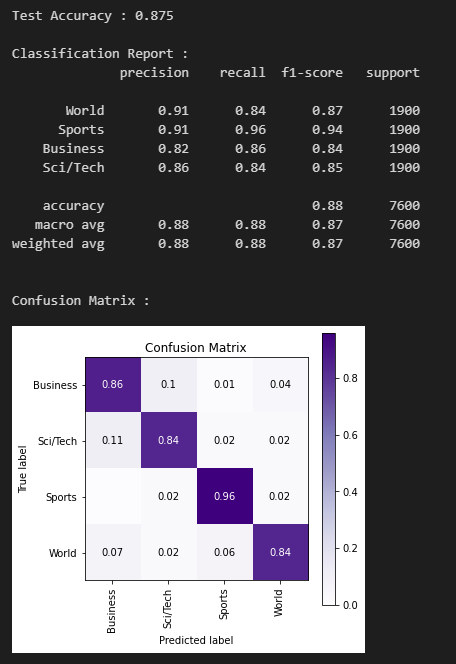 Test Accuracy : 0.875
Classification Report :
precision recall f1-score support
World 0.91 0.84 0.87 1900
Sports 0.91 0.96 0.94 1900
Business 0.82 0.86 0.84 1900
Sci/Tech 0.86 0.84 0.85 1900
accuracy 0.88 7600
macro avg 0.88 0.88 0.87 7600
weighted avg 0.88 0.88 0.87 7600
Confusion Matrix :
Confusion Matrix
Business 0.86 0.1 0.01 0.04
Sci/Tech 0.11 0.84 0.02 0.02
Sports 0.02 0.96 0.02
World 0.07 0.02 0.06 0.84
True label
Business Sci/Tech Sports World
Predicted label
0.8
0.6
0.4
0.2
0.0